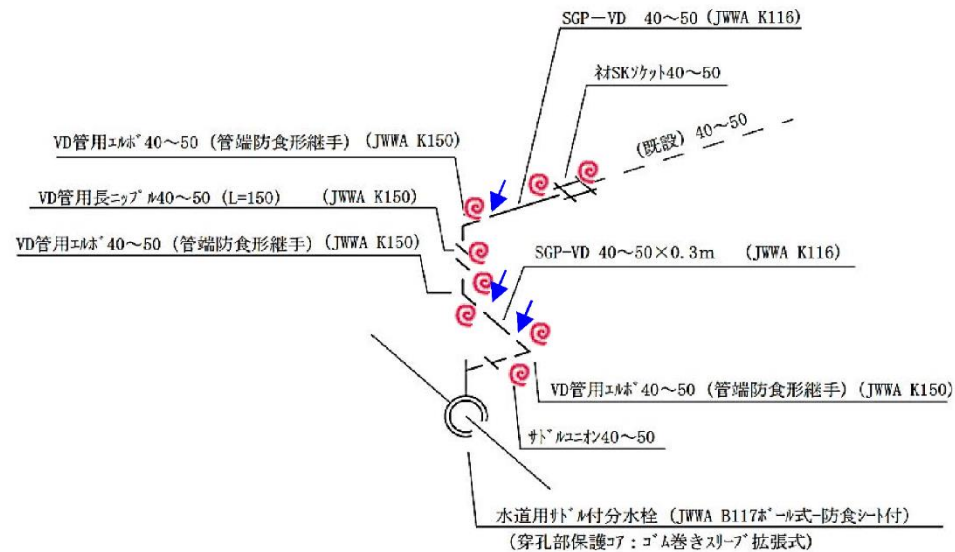 SGP-VD 40～50 (JWWA K116)
ネオSKソケット40～50
(既設) 40～50
VD管用エルボ40～50 (管端防食形継手) (JWWA K150)
VD管用長ニップル40～50 (L=150) (JWWA K150)
VD管用エルボ40～50 (管端防食形継手) (JWWA K150)
SGP-VD 40～50×0.3m (JWWA K116)
VD管用エルボ40～50 (管端防食形継手) (JWWA K150)
サドルユニオン40～50
水道用サドル付分水栓 (JWWA B117ボール式-防食シート付)
(穿孔部保護コア：ゴム巻きスリーブ拡張式)